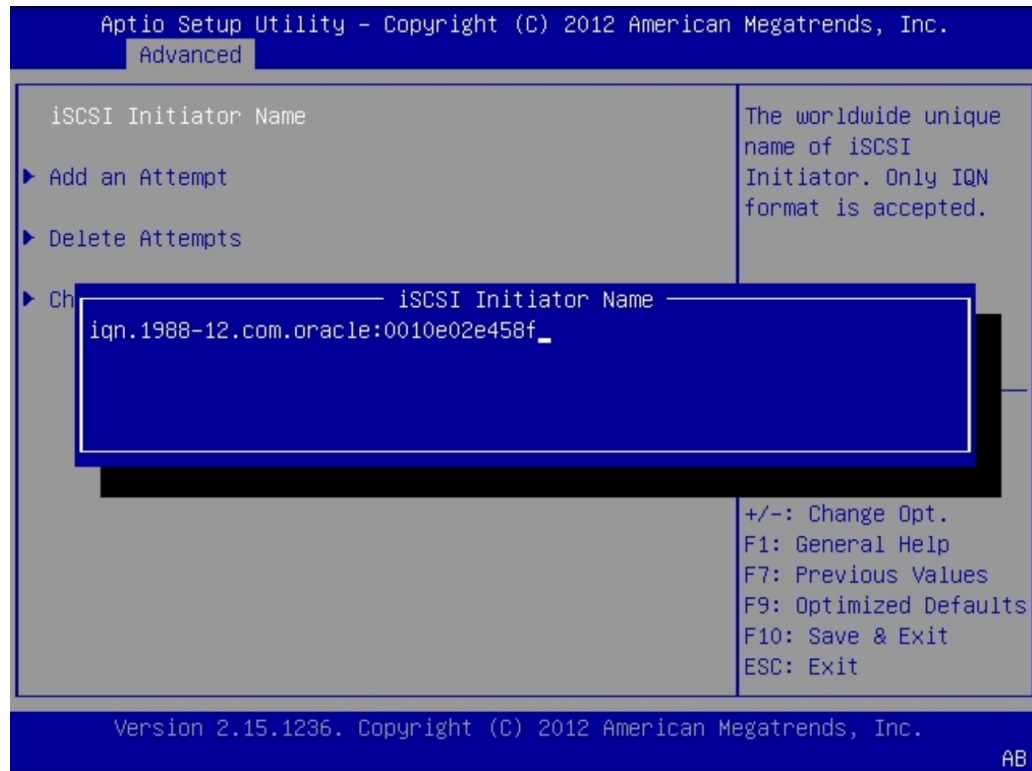 Aptio Setup Utility – Copyright (C) 2012 American Megatrends, Inc.
Advanced
iSCSI Initiator Name
Add an Attempt
Delete Attempts
Ch
The worldwide unique
name of iSCSI
Initiator. Only IQN
format is accepted.
iSCSI Initiator Name
iqn.1988-12.com.oracle:0010e02e458f_
+/-: Change Opt.
F1: General Help
F7: Previous Values
F9: Optimized Defaults
F10: Save & Exit
ESC: Exit
Version 2.15.1236. Copyright (C) 2012 American Megatrends, Inc.
AB